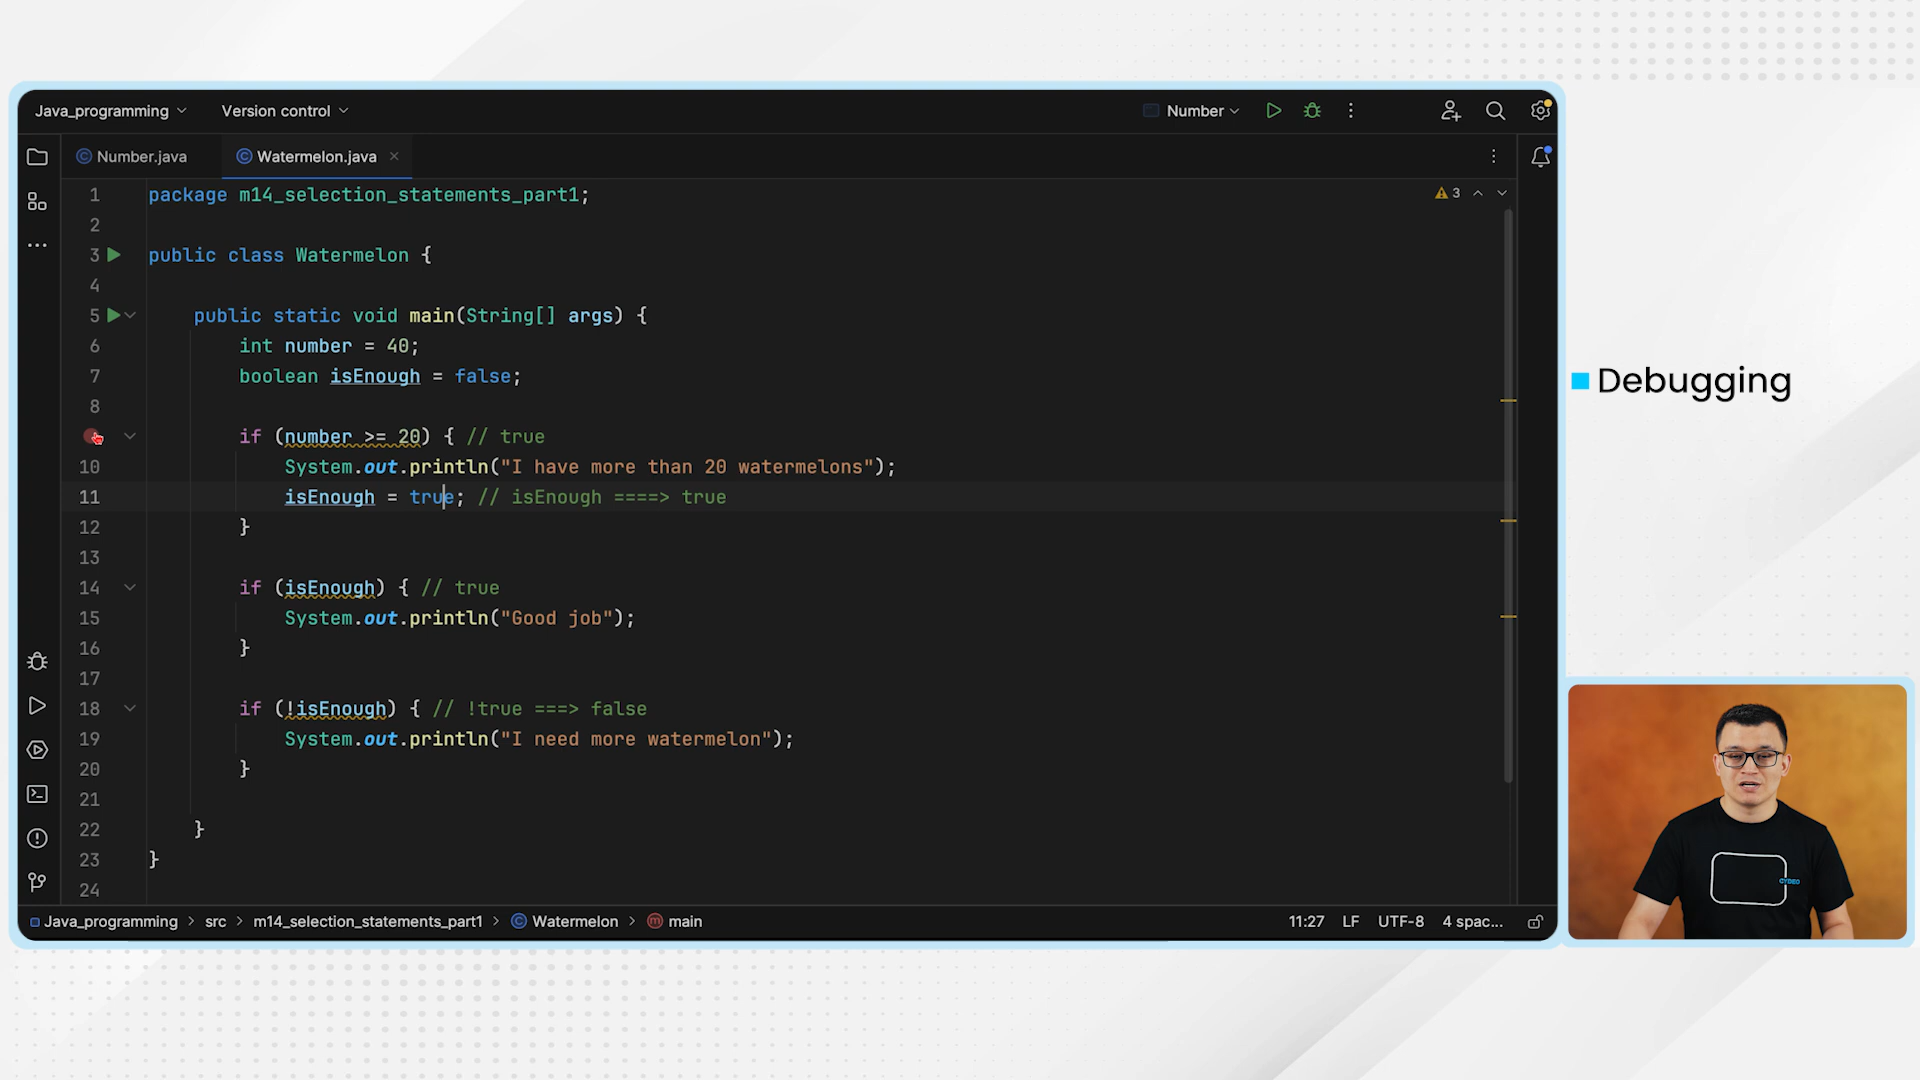 Java_programming Version control Number
Number.java Watermelon.java
1 package m14_selection_statements_part1; 3
2
3 public class Watermelon {
4
5 public static void main(String[] args) {
6 int number = 40;
7 boolean isEnough = false;
8
if (number >= 20) { // true
10 System.out.println("I have more than 20 watermelons");
11 isEnough = true; // isEnough ====> true
12 }
13
14 if (isEnough) { // true
15 System.out.println("Good job");
16 }
17
18 if (!isEnough) { // !true ===> false
19 System.out.println("I need more watermelon");
20 }
21
22 }
23 }
24
Java_programming > src > m14_selection_statements_part1 > Watermelon > main 11:27 LF UTF-8 4 spac...
Debugging
CYDEO